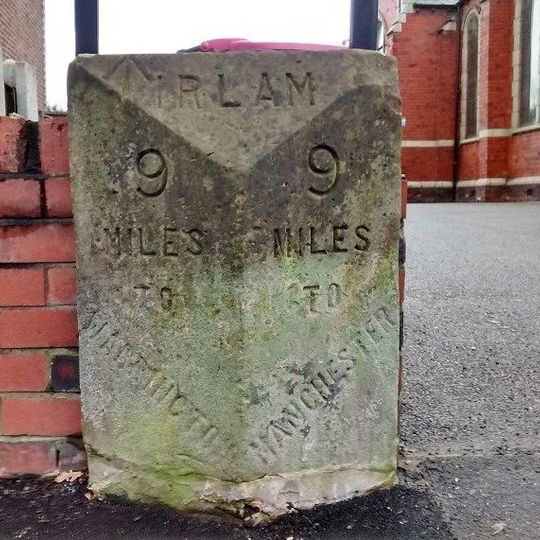 IRLAM
9
MILES
TO
WARRINGTON
9
MILES
TO
MANCHESTER